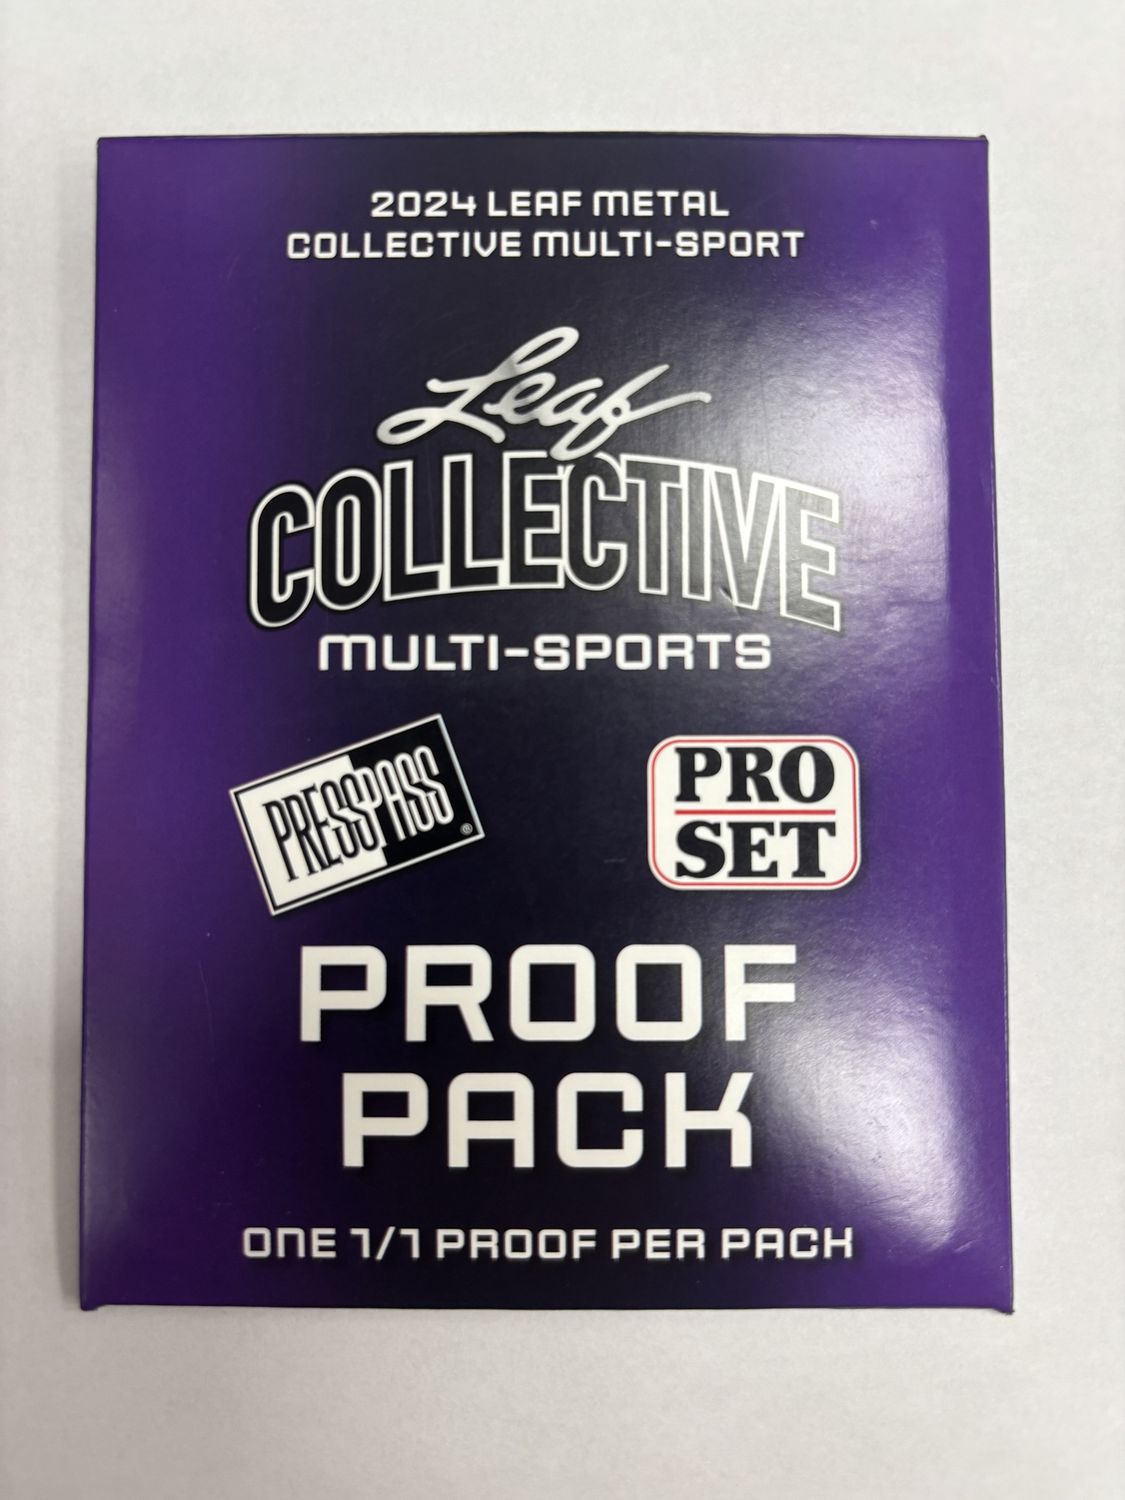 2024 LEAF METAL
COLLECTIVE MULTI-SPORT
Leaf
COLLECTIVE
MULTI-SPORTS
PRESSPASS ®
PRO
SET
PROOF
PACK
ONE 1/1 PROOF PER PACK